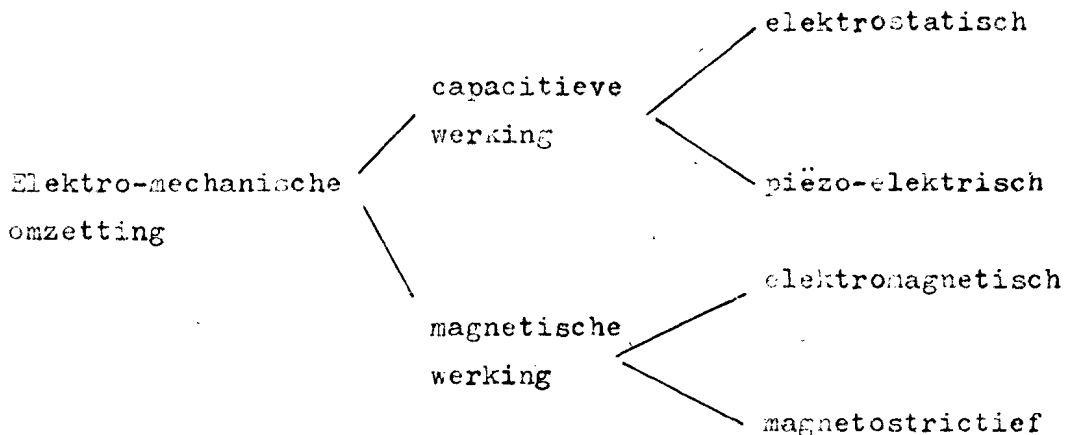 elektrostatisch
capacitieve
werking
Elektro-mechanische
omzetting
piëzo-elektrisch
elektromagnetisch
magnetische
werking
magnetostrictief